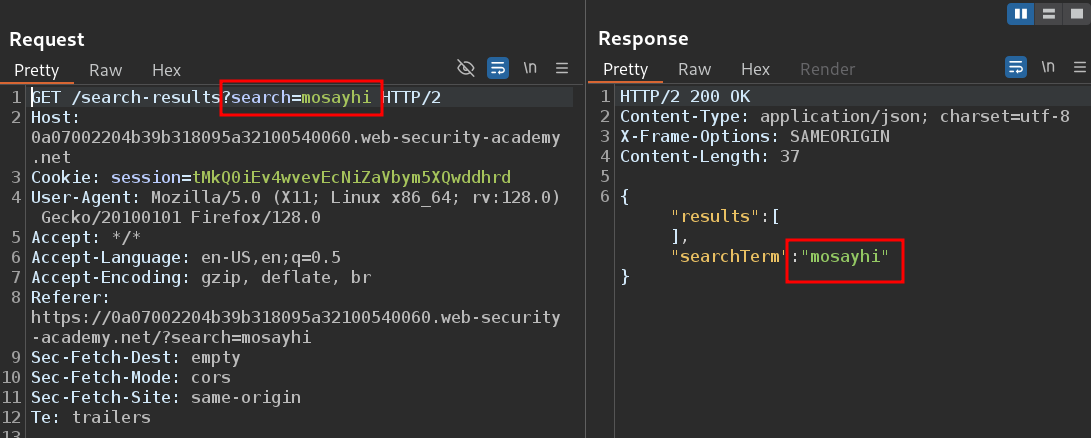 Request
Pretty Raw Hex \n
1 GET /search-results?search=mosayhi HTTP/2
2 Host:
0a07002204b39b318095a32100540060.web-security-academy
.net
3 Cookie: session=tMkQ0iEv4wvevEcNiZaVbym5XQwddhrd
4 User-Agent: Mozilla/5.0 (X11; Linux x86_64; rv:128.0)
Gecko/20100101 Firefox/128.0
5 Accept: */*
6 Accept-Language: en-US,en;q=0.5
7 Accept-Encoding: gzip, deflate, br
8 Referer:
https://0a07002204b39b318095a32100540060.web-security
-academy.net/?search=mosayhi
9 Sec-Fetch-Dest: empty
10 Sec-Fetch-Mode: cors
11 Sec-Fetch-Site: same-origin
12 Te: trailers
13
Response
Pretty Raw Hex Render \n
1 HTTP/2 200 OK
2 Content-Type: application/json; charset=utf-8
3 X-Frame-Options: SAMEORIGIN
4 Content-Length: 37
5
6 {
"results":[
],
"searchTerm":"mosayhi"
}